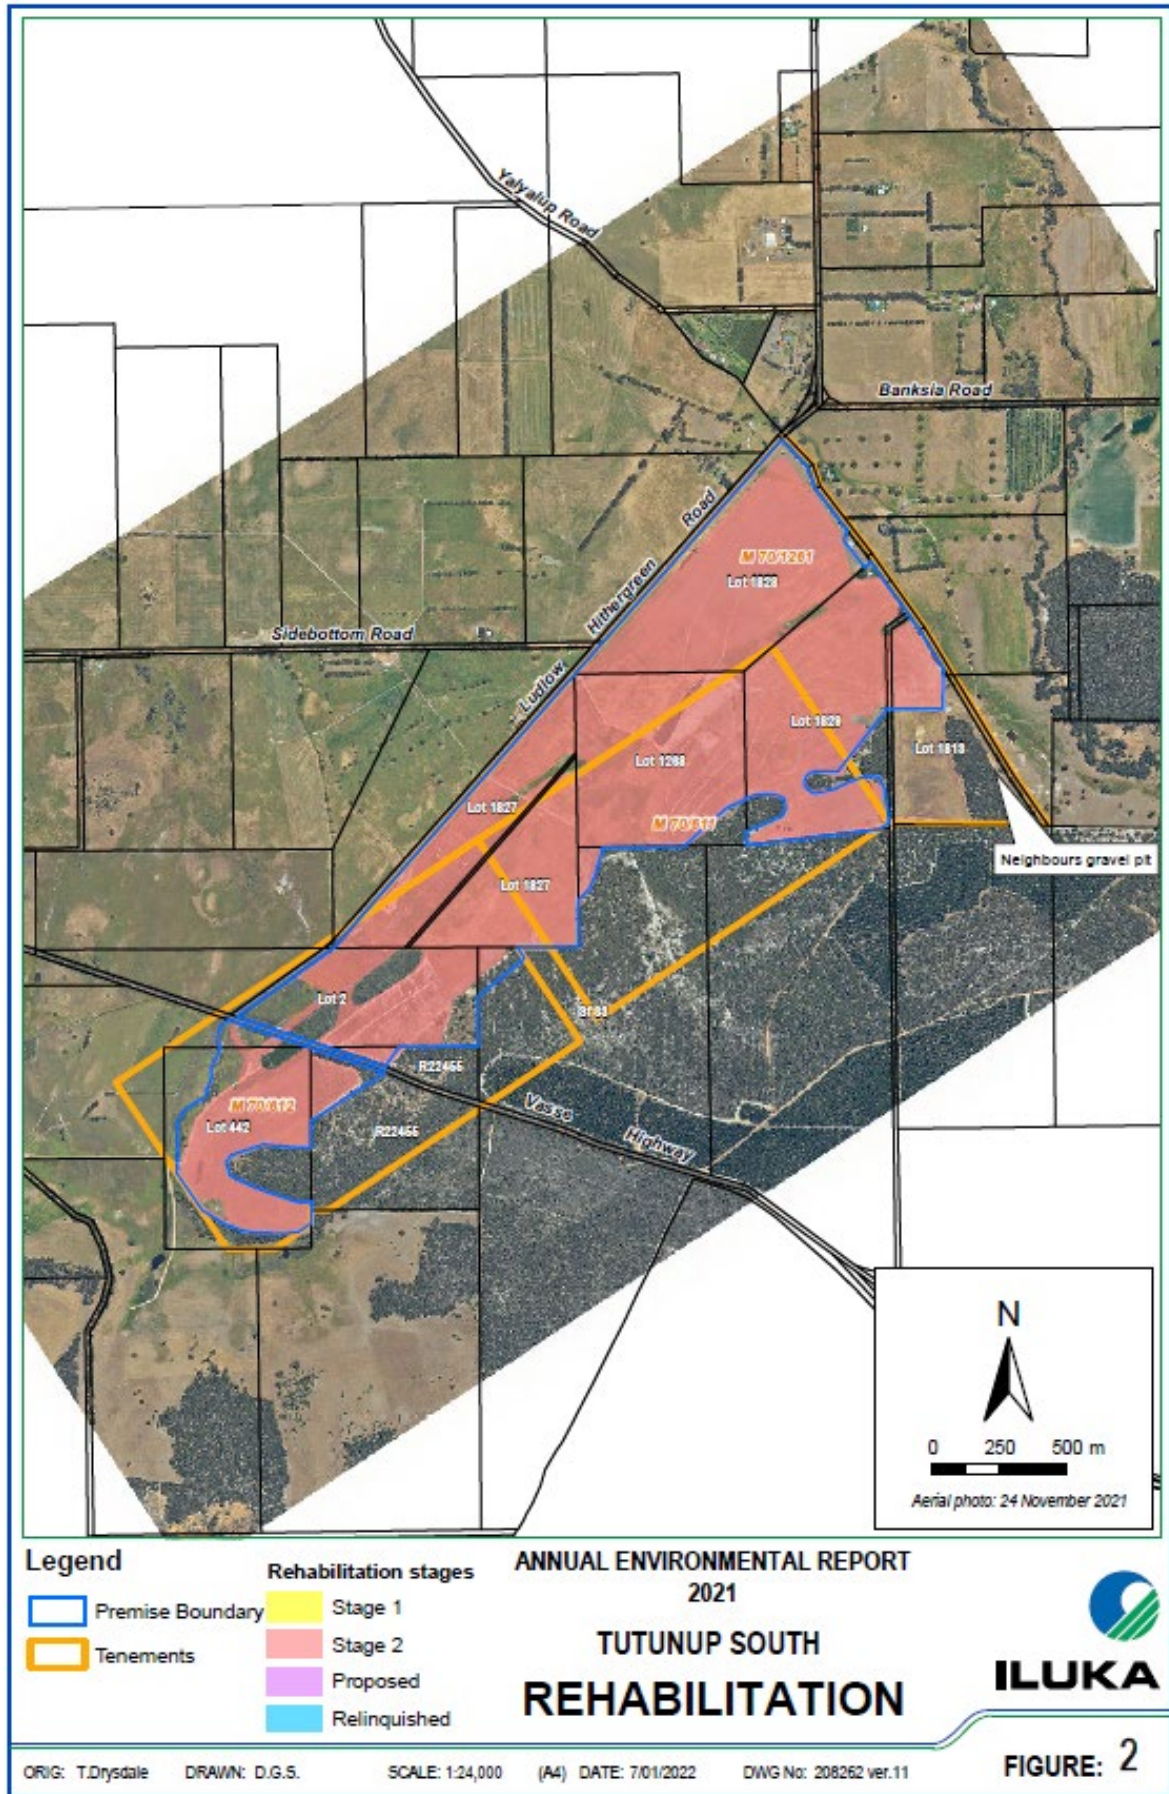 Yalyalup Road
Banksia Road
Hithergreen Road
M 70/1261
Lot 1828
Sidebottom Road
Ludlow
Lot 1829
Lot 1813
Lot 1268
Lot 1827
M 70/611
Neighbours gravel pit
Lot 1827
Lot 2
R22455
M 70/612
Lot 442
R22455
Vasse Highway
N
0 250 500 m
Aerial photo: 24 November 2021
Legend
Premise Boundary
Tenements
Rehabilitation stages
Stage 1
Stage 2
Proposed
Relinquished
ANNUAL ENVIRONMENTAL REPORT
2021
TUTUNUP SOUTH
REHABILITATION
ILUKA
ORIG: T.Drysdale DRAWN: D.G.S. SCALE: 1:24,000 (A4) DATE: 7/01/2022 DWG No: 208262 ver.11
FIGURE: 2